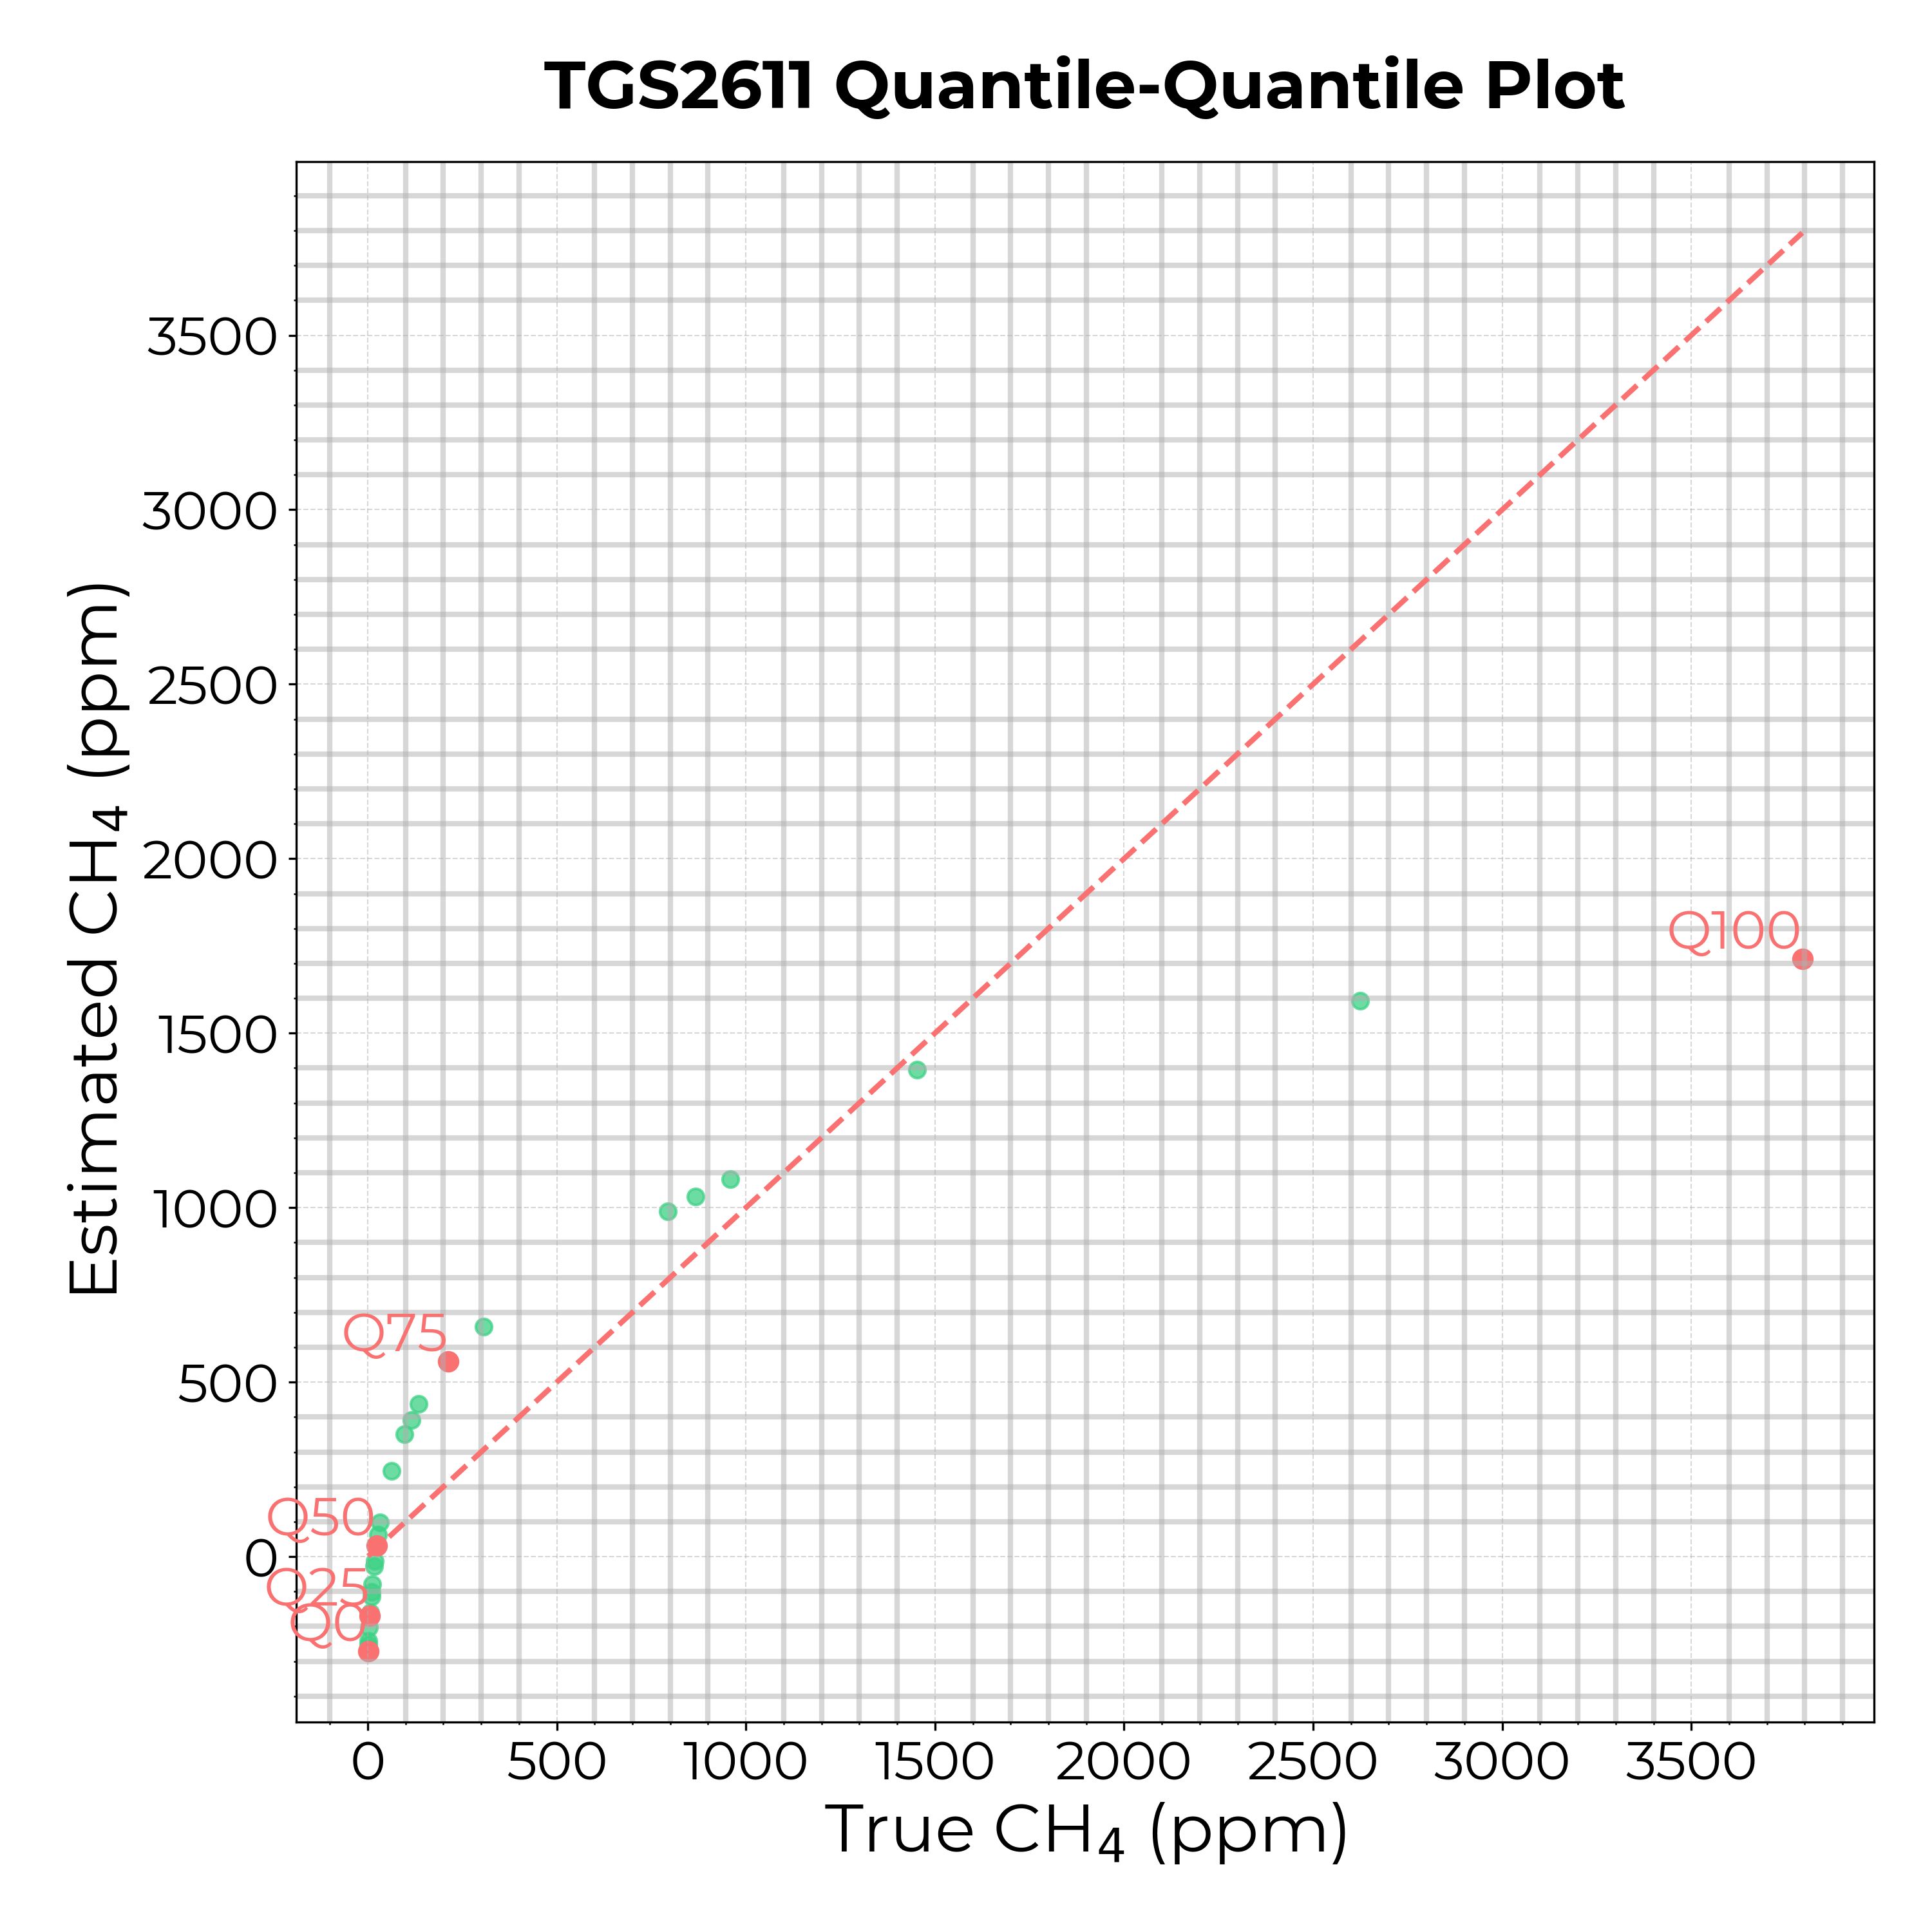 TGS2611 Quantile-Quantile Plot
Estimated CH₄ (ppm)
3500
3000
2500
2000
1500
1000
500
0
Q100
Q75
Q50
Q25
Q0
0 500 1000 1500 2000 2500 3000 3500
True CH₄ (ppm)